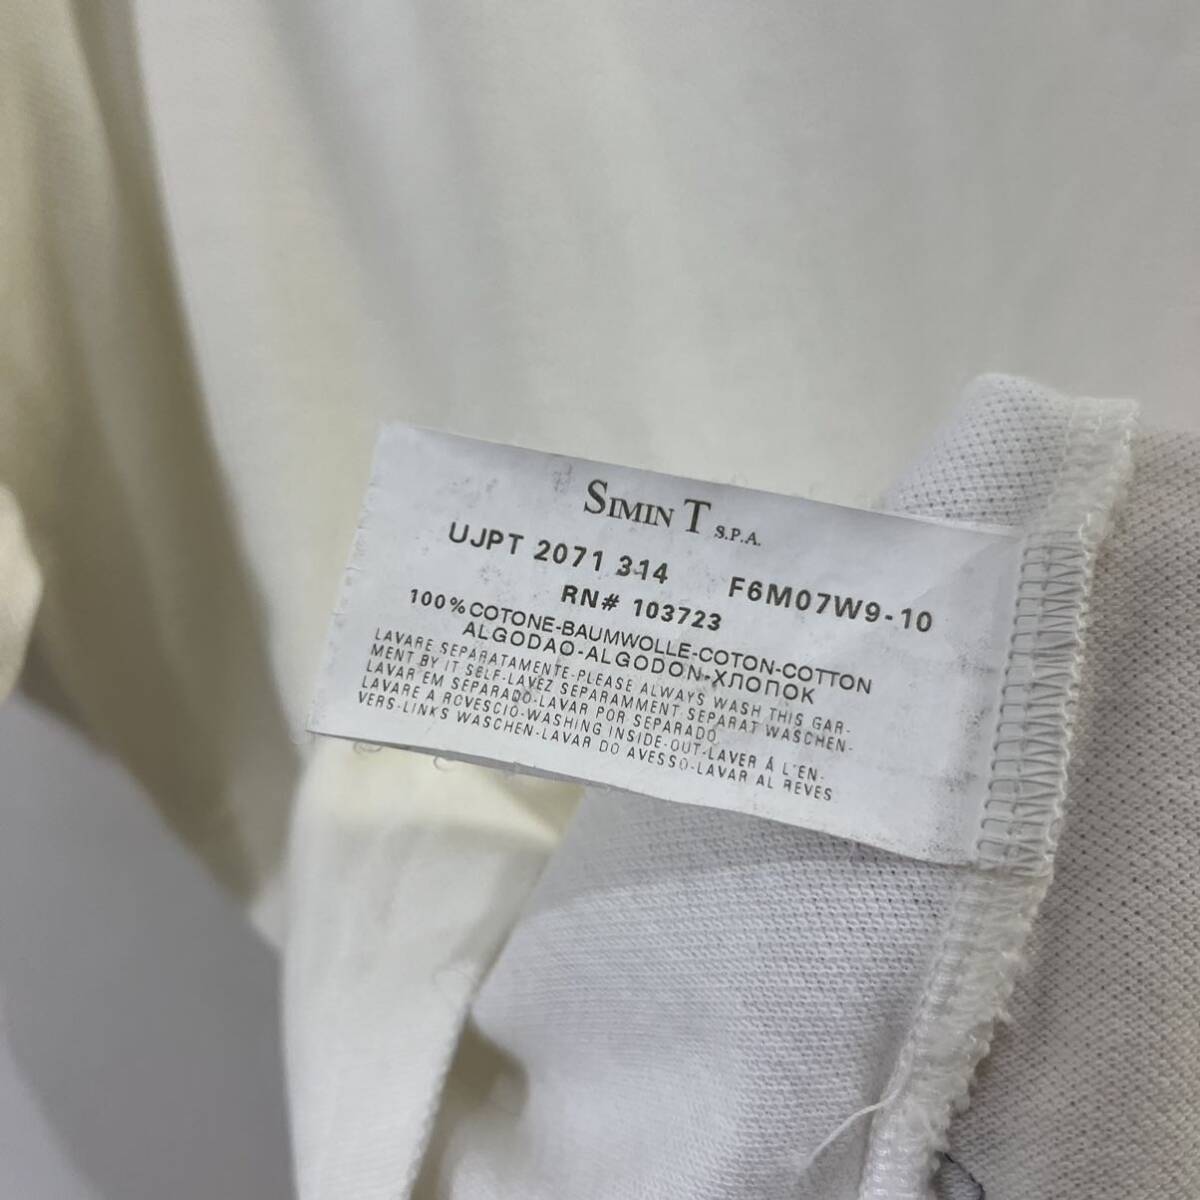 SIMIN T S.P.A.
UJPT 2071 314 F6M07W9-10
RN# 103723
100% COTONE-BAUMWOLLE-COTON-COTTON
ALGODAO-ALGODON-ХЛОПОК
LAVARE SEPARATAMENTE-PLEASE ALWAYS WASH THIS GAR-
MENT BY IT SELF-LAVEZ SEPARAMMENT SEPARAT WASCHEN-
LAVAR EM SEPARADO-LAVAR POR SEPARADO
LAVARE A ROVESCIO-WASHING INSIDE-OUT-LAVER À L'EN-
VERS-LINKS WASCHEN-LAVAR DO AVESSO-LAVAR AL REVES